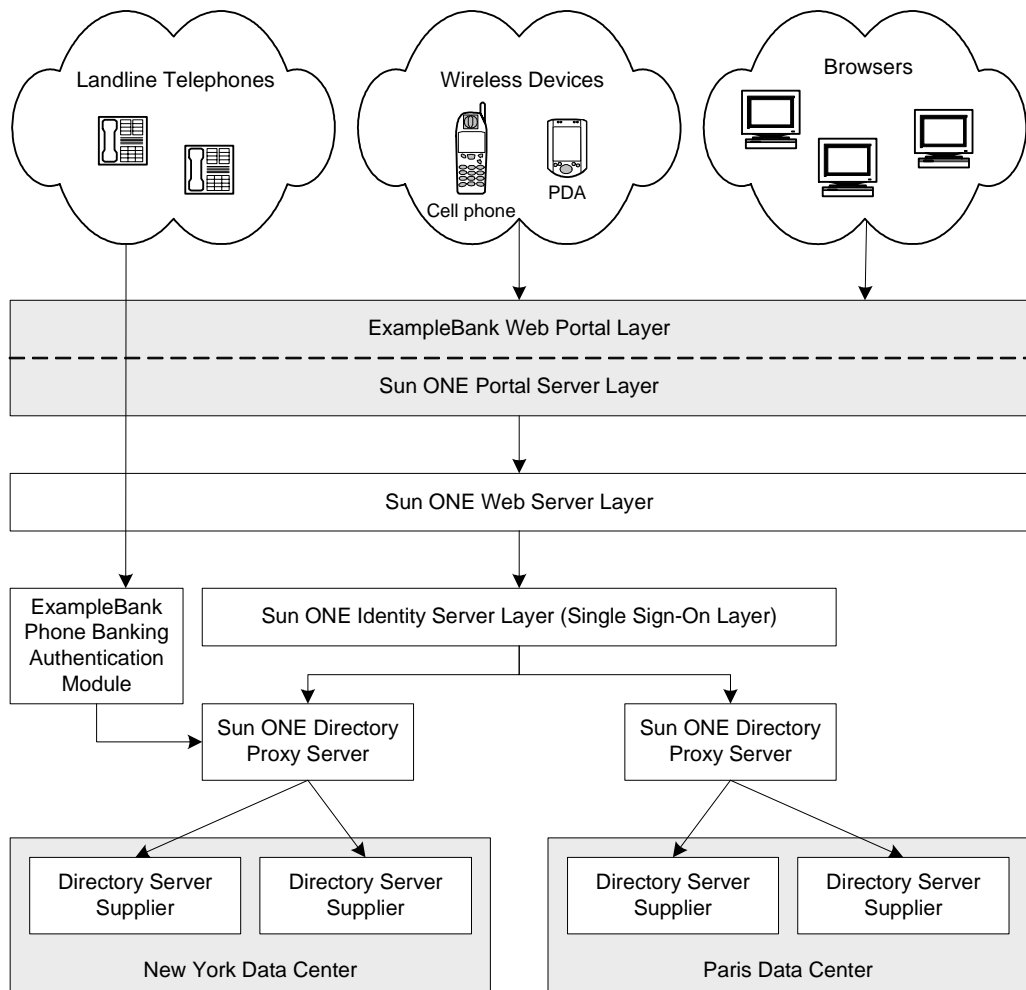 Landline Telephones
Wireless Devices
Browsers
Cell phone
PDA
ExampleBank Web Portal Layer
Sun ONE Portal Server Layer
Sun ONE Web Server Layer
ExampleBank
Phone Banking
Authentication
Module
Sun ONE Identity Server Layer (Single Sign-On Layer)
Sun ONE Directory
Proxy Server
Sun ONE Directory
Proxy Server
Directory Server
Supplier
Directory Server
Supplier
Directory Server
Supplier
Directory Server
Supplier
New York Data Center
Paris Data Center